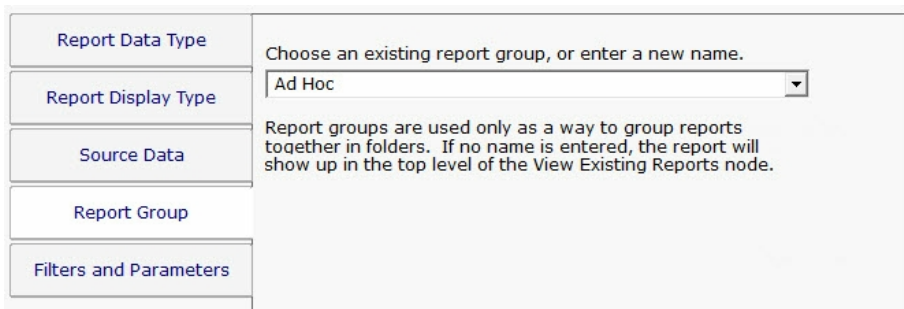 Report Data Type
Choose an existing report group, or enter a new name.
Ad Hoc
Report Display Type
Report groups are used only as a way to group reports
together in folders. If no name is entered, the report will
show up in the top level of the View Existing Reports node.
Source Data
Report Group
Filters and Parameters